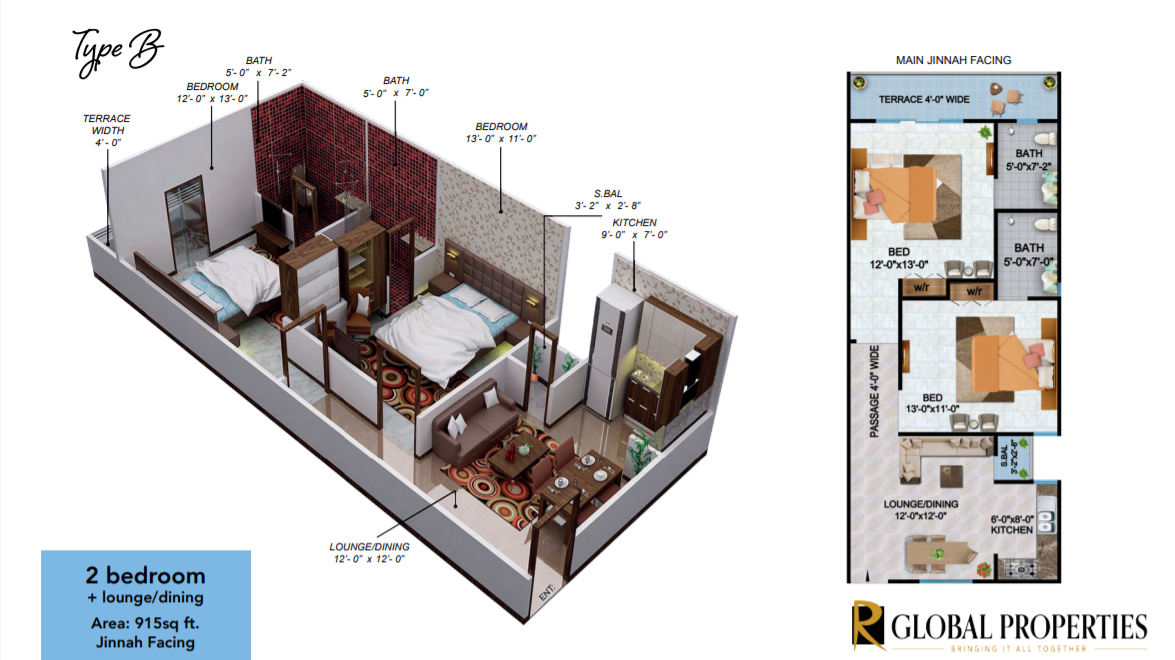 Type B
BATH
5'- 0" x 7'- 2"
BEDROOM
12'- 0" x 13'- 0"
TERRACE
WIDTH
4' - 0"
BATH
5'- 0" x 7'- 0"
BEDROOM
13'- 0" x 11'- 0"
S.BAL
3'- 2" x 2'- 8"
KITCHEN
9'- 0" x 7'- 0"
LOUNGE/DINING
12'- 0" x 12'- 0"
ENT:
2 bedroom
+ lounge/dining
Area: 915sq ft.
Jinnah Facing
MAIN JINNAH FACING
TERRACE 4'-0" WIDE
BATH
5'-0"x7'-2"
BED
12'-0"x13'-0"
BATH
5'-0"x7'-0"
w/r
w/r
PASSAGE 4'-0" WIDE
BED
13'-0"x11'-0"
S.BAL
3'-2"x2'-8"
LOUNGE/DINING
12'-0"x12'-0"
6'-0"x8'-0"
KITCHEN
R GLOBAL PROPERTIES
BRINGING IT ALL TOGETHER